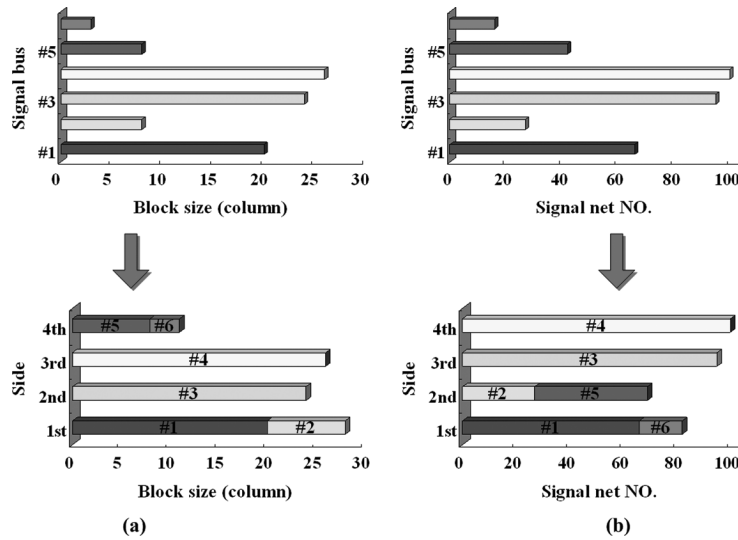 Signal bus
#5
#3
#1
0 5 10 15 20 25 30
Block size (column)
Signal bus
#5
#3
#1
0 20 40 60 80 100
Signal net NO.
Side
4th
3rd
2nd
1st
#5 #6
#4
#3
#1 #2
0 5 10 15 20 25 30
Block size (column)
(a)
Side
4th
3rd
2nd
1st
#4
#3
#2 #5
#1 #6
0 20 40 60 80 100
Signal net NO.
(b)